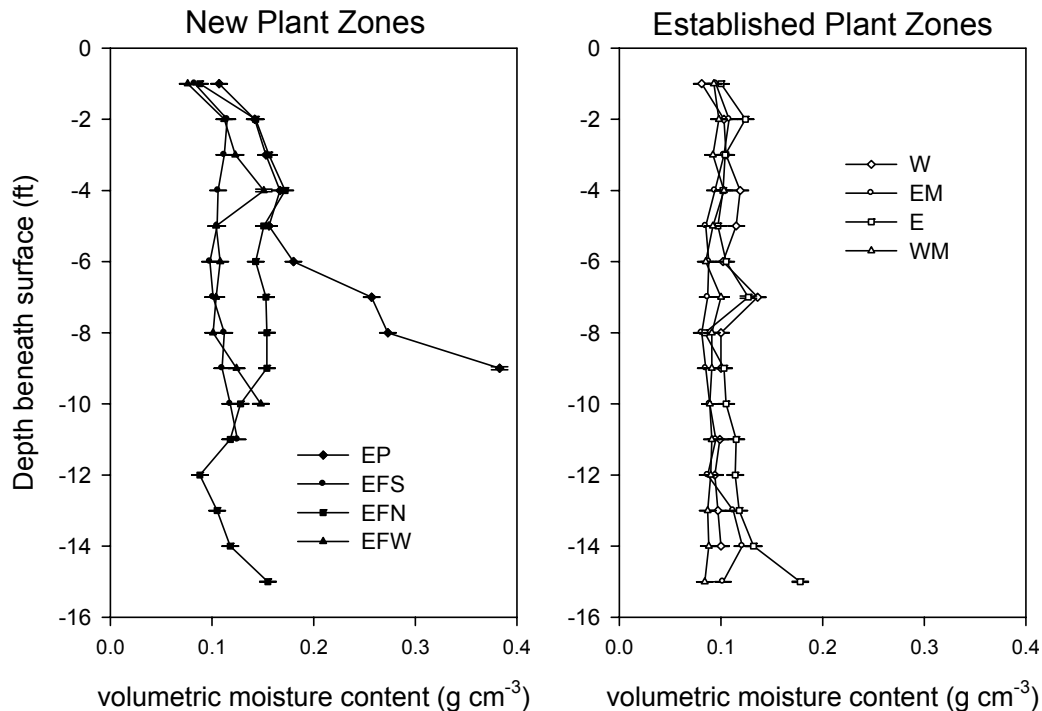 New Plant Zones
Established Plant Zones
0
-2
-4
-6
-8
-10
-12
-14
-16
0.0
0.1
0.2
0.3
0.4
Depth beneath surface (ft)
volumetric moisture content (g cm-3)
EP
EFS
EFN
EFW
0
-2
-4
-6
-8
-10
-12
-14
-16
0.0
0.1
0.2
0.3
0.4
volumetric moisture content (g cm-3)
W
EM
E
WM